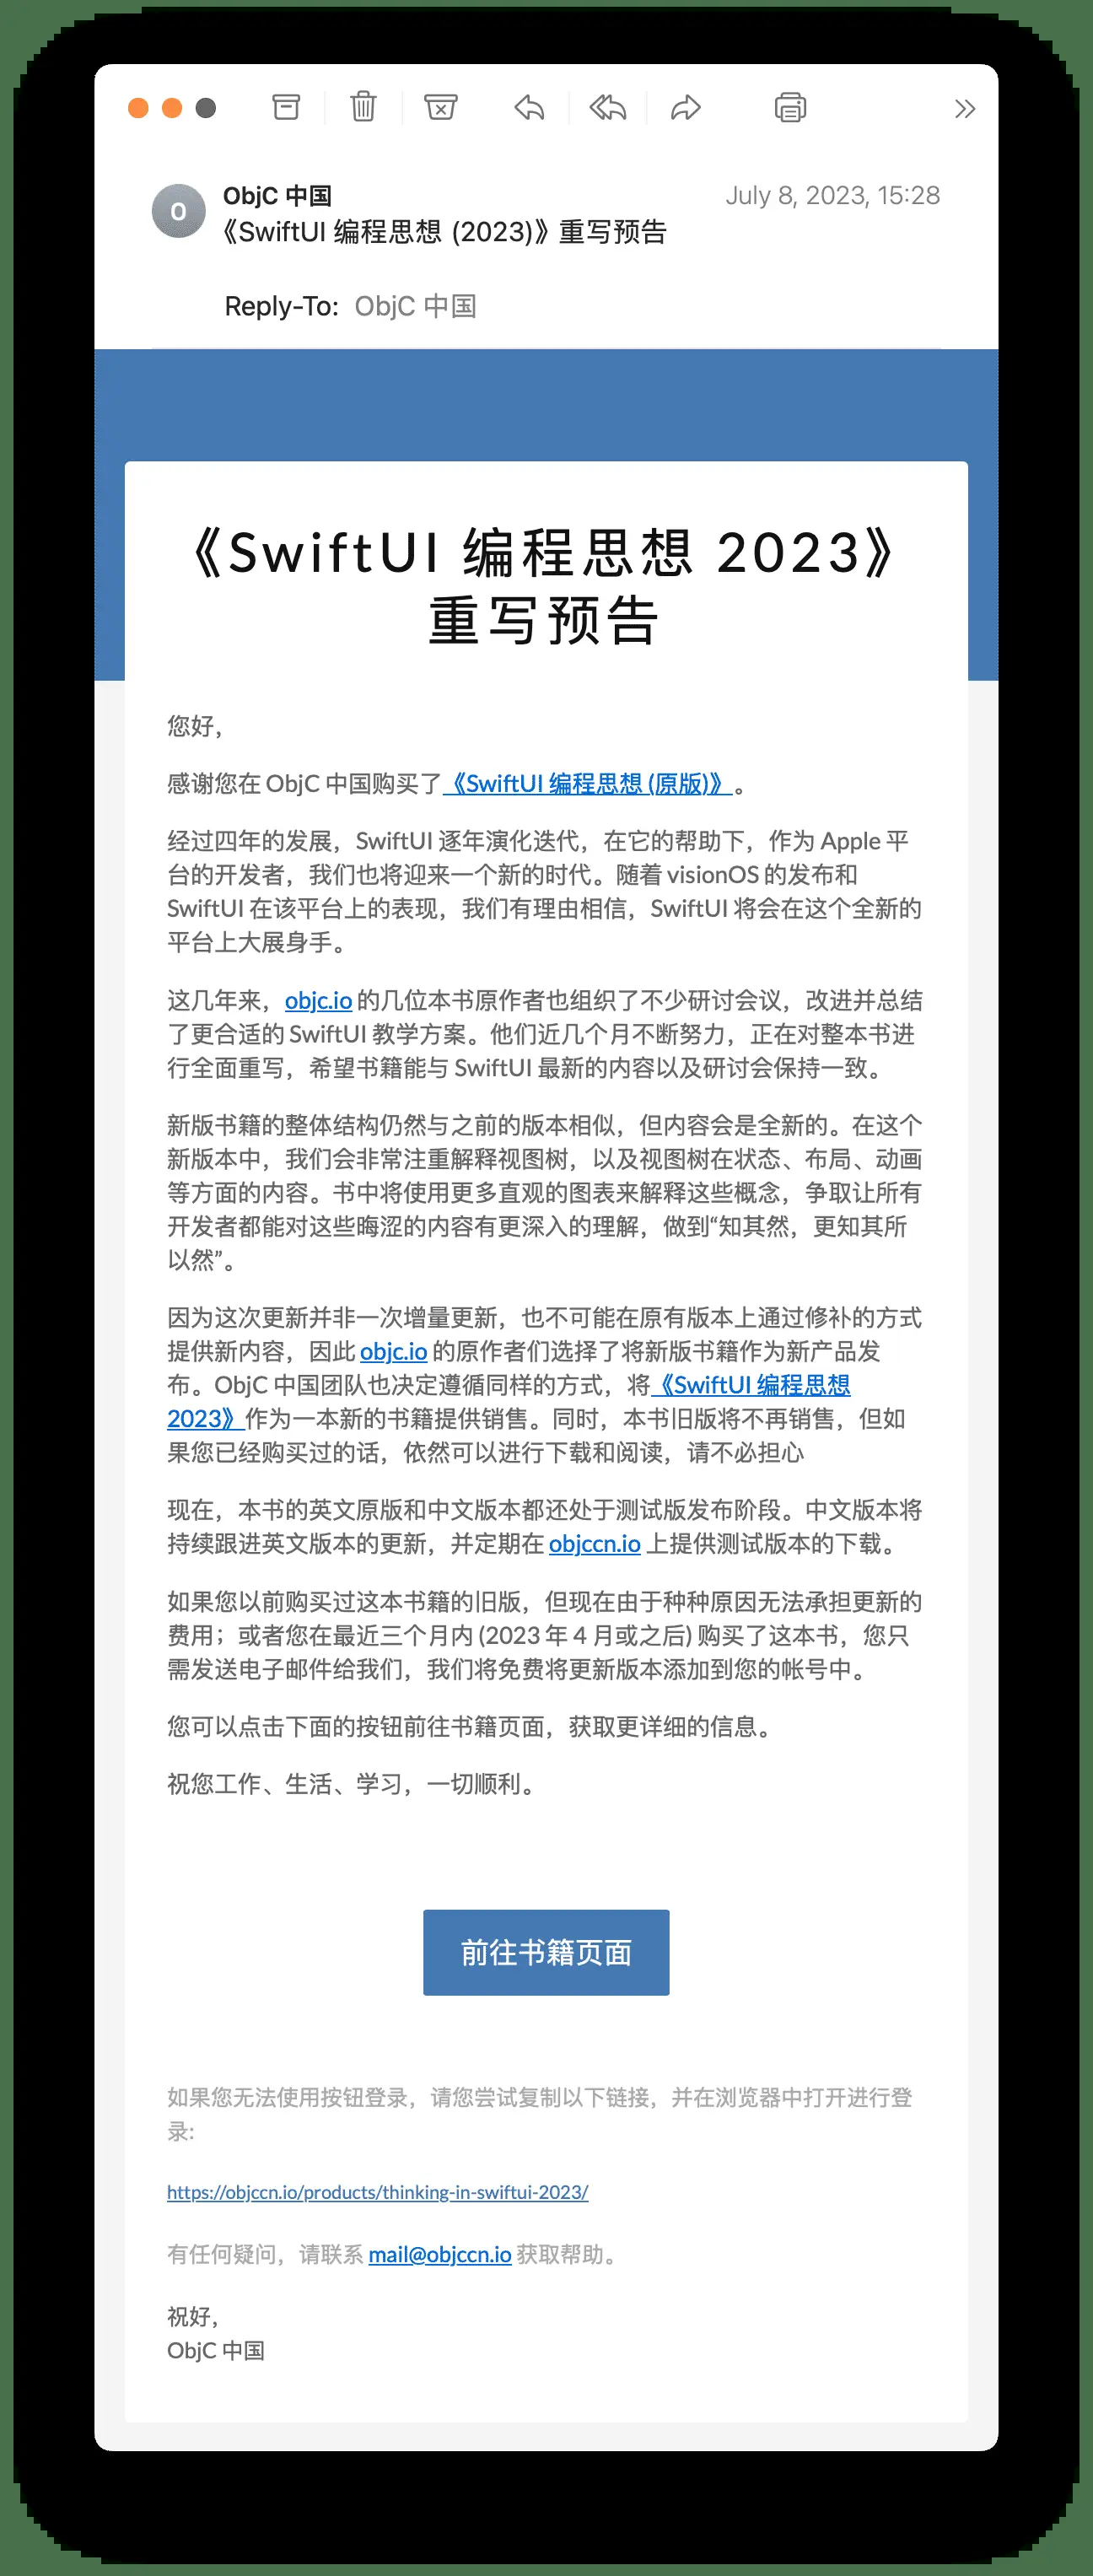 ObjC 中国
July 8, 2023, 15:28
O
《SwiftUI 编程思想 (2023)》重写预告
Reply-To: ObjC 中国
《SwiftUI 编程思想 2023》
重写预告
您好，
感谢您在 ObjC 中国购买了《SwiftUI 编程思想 (原版)》。
经过四年的发展，SwiftUI 逐年演化迭代，在它的帮助下，作为 Apple 平
台的开发者，我们也将迎来一个新的时代。随着 visionOS 的发布和
SwiftUI 在该平台上的表现，我们有理由相信，SwiftUI 将会在这个全新的
平台上大展身手。
这几年来，objc.io 的几位本书原作者也组织了不少研讨会议，改进并总结
了更合适的 SwiftUI 教学方案。他们近几个月不断努力，正在对整本书进
行全面重写，希望书籍能与 SwiftUI 最新的内容以及研讨会保持一致。
新版书籍的整体结构仍然与之前的版本相似，但内容会是全新的。在这个
新版本中，我们会非常注重解释视图树，以及视图树在状态、布局、动画
等方面的内容。书中将使用更多直观的图表来解释这些概念，争取让所有
开发者都能对这些晦涩的内容有更深入的理解，做到“知其然，更知其所
以然”。
因为这次更新并非一次增量更新，也不可能在原有版本上通过修补的方式
提供新内容，因此 objc.io 的原作者们选择了将新版书籍作为新产品发
布。ObjC 中国团队也决定遵循同样的方式，将《SwiftUI 编程思想
2023》作为一本新的书籍提供销售。同时，本书旧版将不再销售，但如
果您已经购买过的话，依然可以进行下载和阅读，请不必担心
现在，本书的英文原版和中文版本都还处于测试版发布阶段。中文版本将
持续跟进英文版本的更新，并定期在 objccn.io 上提供测试版本的下载。
如果您以前购买过这本书籍的旧版，但现在由于种种原因无法承担更新的
费用；或者您在最近三个月内 (2023 年 4 月或之后) 购买了这本书，您只
需发送电子邮件给我们，我们将免费将更新版本添加到您的帐号中。
您可以点击下面的按钮前往书籍页面，获取更详细的信息。
祝您工作、生活、学习，一切顺利。
前往书籍页面
如果您无法使用按钮登录，请您尝试复制以下链接，并在浏览器中打开进行登
录:
https://objccn.io/products/thinking-in-swiftui-2023/
有任何疑问，请联系 mail@objccn.io 获取帮助。
祝好，
ObjC 中国